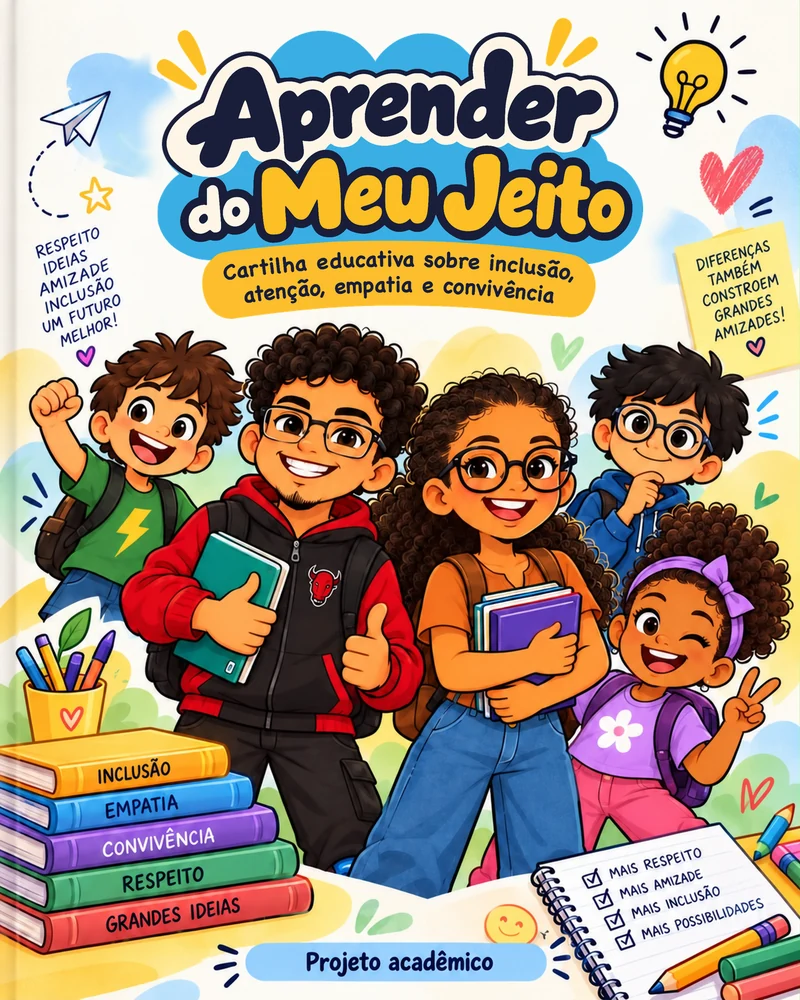 Aprender
do Meu Jeito
Cartilha educativa sobre inclusão,
atenção, empatia e convivência
RESPEITO
IDEIAS
AMIZADE
INCLUSÃO
UM FUTURO
MELHOR!
DIFERENÇAS
TAMBÉM
CONSTROEM
GRANDES
AMIZADES!
INCLUSÃO
EMPATIA
CONVIVÊNCIA
RESPEITO
GRANDES IDEIAS
MAIS RESPEITO
MAIS AMIZADE
MAIS INCLUSÃO
MAIS POSSIBILIDADES
Projeto acadêmico